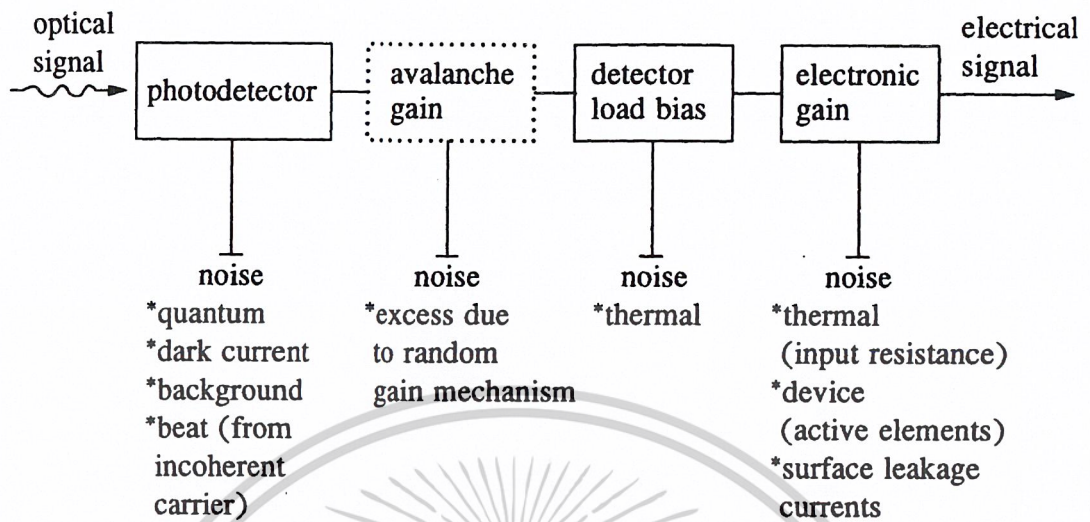 optical
signal
photodetector
avalanche
gain
detector
load bias
electronic
gain
electrical
signal
noise
*quantum
*dark current
*background
*beat (from
incoherent
carrier)
noise
*excess due
to random
gain mechanism
noise
*thermal
noise
*thermal
(input resistance)
*device
(active elements)
*surface leakage
currents